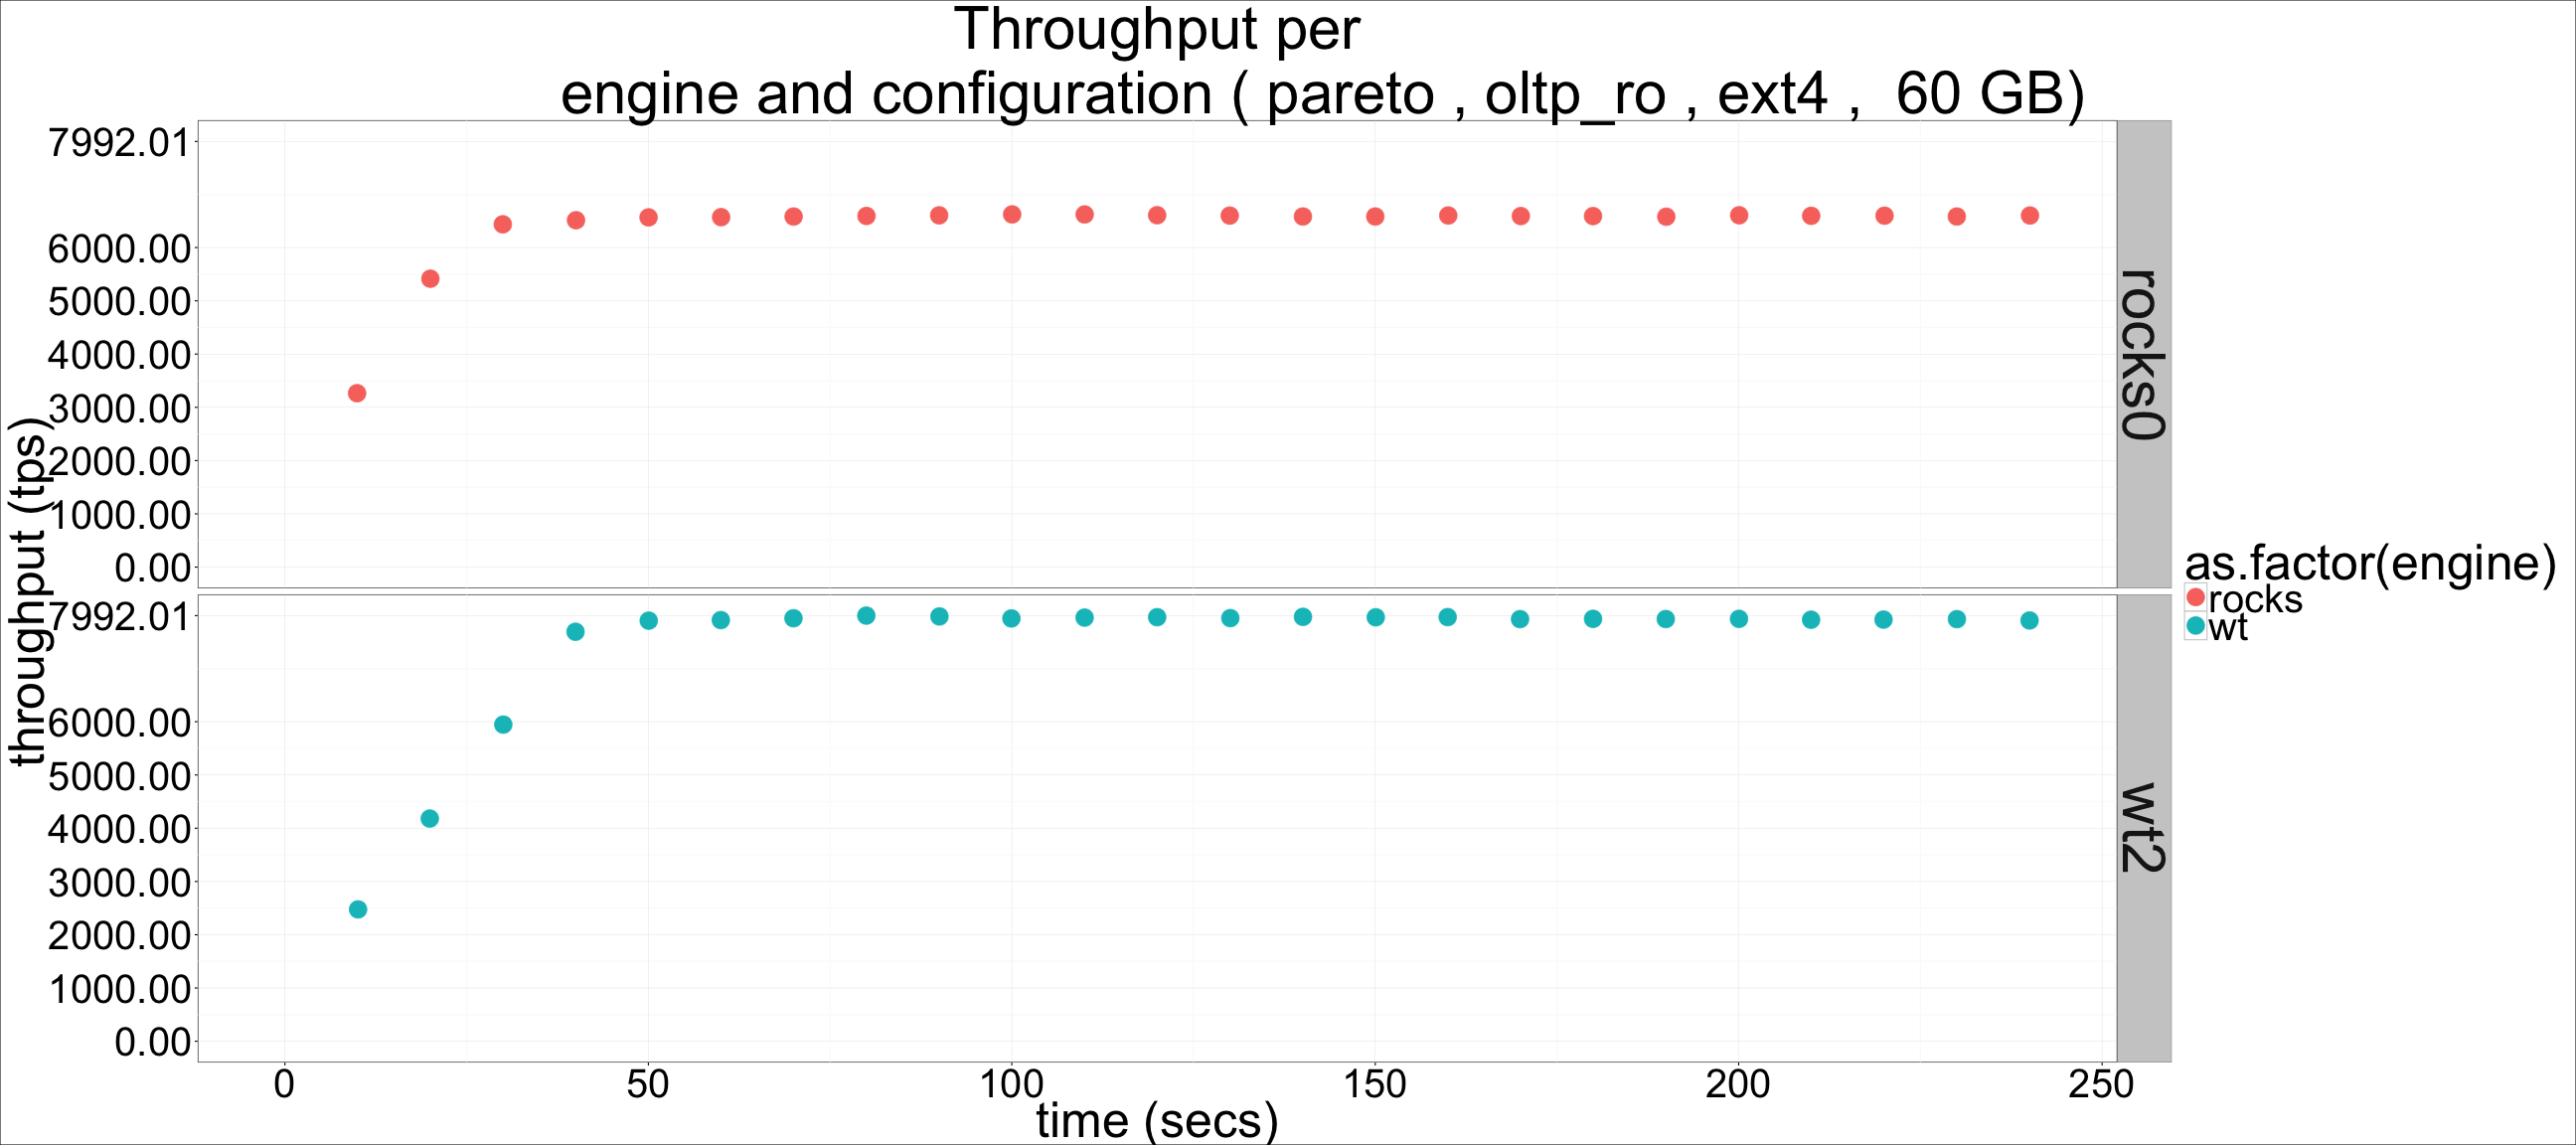 Throughput per
engine and configuration ( pareto , oltp_ro , ext4 ,  60 GB)
throughput (tps)
7992.01
6000.00
5000.00
4000.00
3000.00
2000.00
1000.00
0.00
rocks0
7992.01
6000.00
5000.00
4000.00
3000.00
2000.00
1000.00
0.00
wt2
0 50 100 150 200 250
time (secs)
as.factor(engine)
rocks
wt